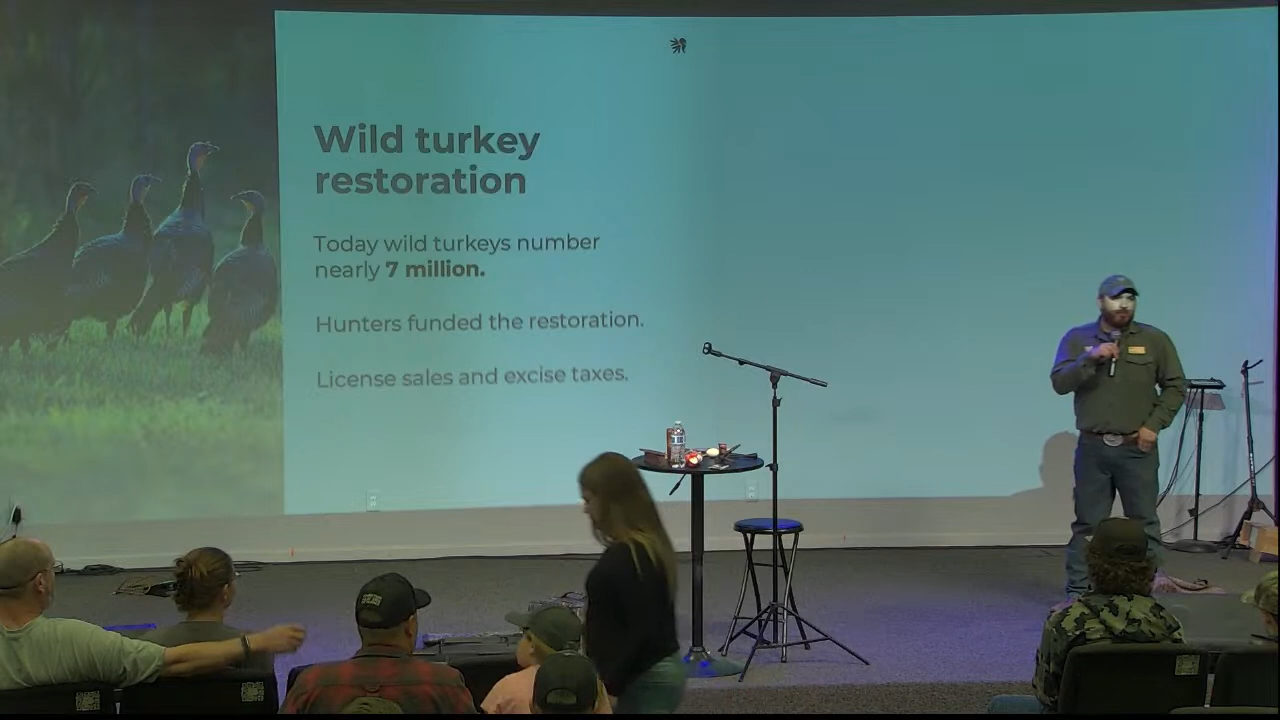 Wild turkey
restoration
Today wild turkeys number
nearly 7 million.
Hunters funded the restoration.
License sales and excise taxes.